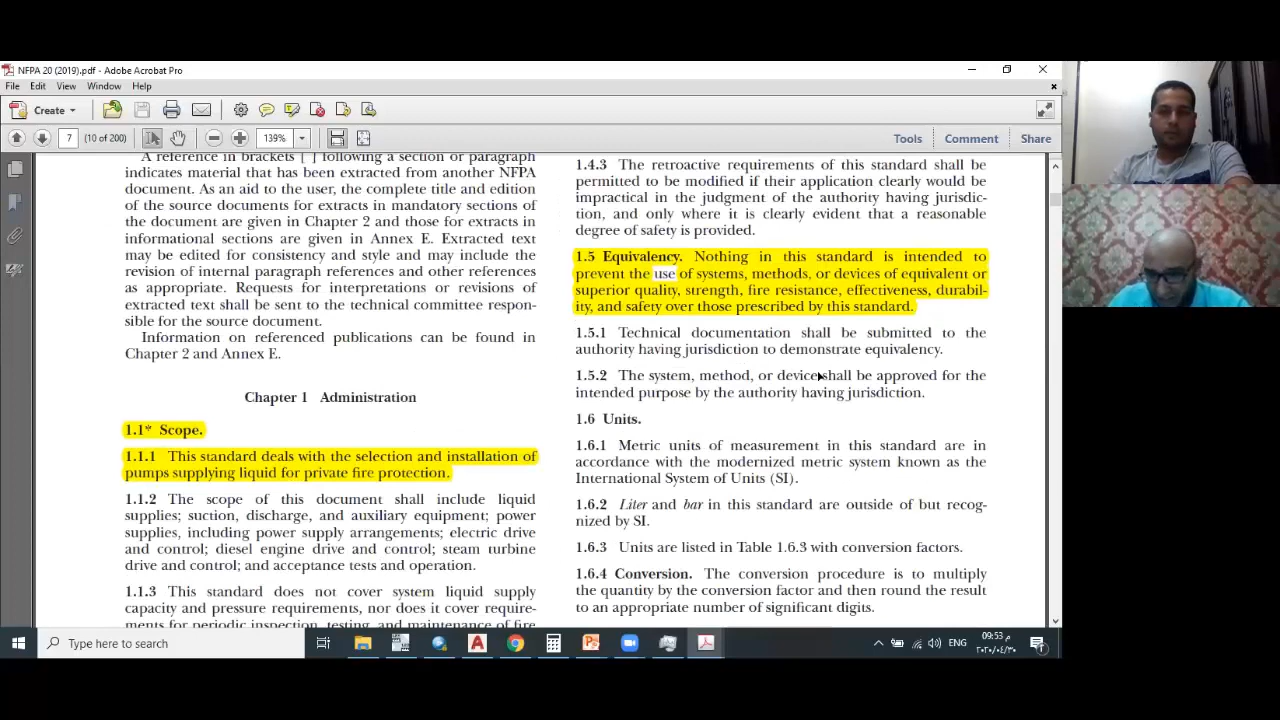 NFPA 20 (2019).pdf - Adobe Acrobat Pro
File Edit View Window Help
Create
7 (10 of 200) 139% Tools Comment Share
A reference in brackets [ ] following a section or paragraph
indicates material that has been extracted from another NFPA
document. As an aid to the user, the complete title and edition
of the source documents for extracts in mandatory sections of
the document are given in Chapter 2 and those for extracts in
informational sections are given in Annex E. Extracted text
may be edited for consistency and style and may include the
revision of internal paragraph references and other references
as appropriate. Requests for interpretations or revisions of
extracted text shall be sent to the technical committee respon-
sible for the source document.
Information on referenced publications can be found in
Chapter 2 and Annex E.
Chapter 1 Administration
1.1* Scope.
1.1.1 This standard deals with the selection and installation of
pumps supplying liquid for private fire protection.
1.1.2 The scope of this document shall include liquid
supplies; suction, discharge, and auxiliary equipment; power
supplies, including power supply arrangements; electric drive
and control; diesel engine drive and control; steam turbine
drive and control; and acceptance tests and operation.
1.1.3 This standard does not cover system liquid supply
capacity and pressure requirements, nor does it cover require-
ments for periodic inspection, testing, and maintenance of fire
1.4.3 The retroactive requirements of this standard shall be
permitted to be modified if their application clearly would be
impractical in the judgment of the authority having jurisdic-
tion, and only where it is clearly evident that a reasonable
degree of safety is provided.
1.5 Equivalency. Nothing in this standard is intended to
prevent the use of systems, methods, or devices of equivalent or
superior quality, strength, fire resistance, effectiveness, durabil-
ity, and safety over those prescribed by this standard.
1.5.1 Technical documentation shall be submitted to the
authority having jurisdiction to demonstrate equivalency.
1.5.2 The system, method, or device shall be approved for the
intended purpose by the authority having jurisdiction.
1.6 Units.
1.6.1 Metric units of measurement in this standard are in
accordance with the modernized metric system known as the
International System of Units (SI).
1.6.2 Liter and bar in this standard are outside of but recog-
nized by SI.
1.6.3 Units are listed in Table 1.6.3 with conversion factors.
1.6.4 Conversion. The conversion procedure is to multiply
the quantity by the conversion factor and then round the result
to an appropriate number of significant digits.
Type here to search
ENG
09:53 م
٢٠٢٠/٠٤/٣٠